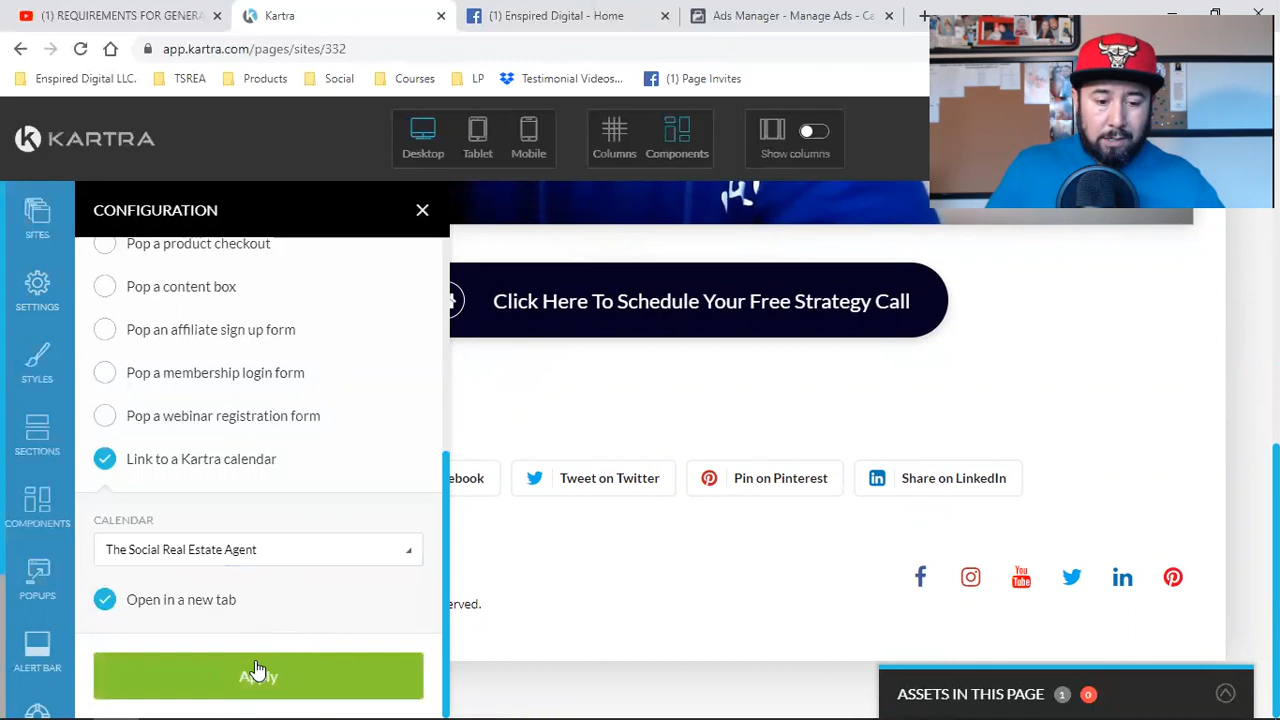 (1) REQUIREMENTS FOR GENERA
Kartra
(1) Enspired Digital - Home
Ads Manager - Manage Ads - Ca
app.kartra.com/pages/sites/332
Enspired Digital LLC.
TSREA
Products
Social
Courses
LP
Testimonial Videos...
(1) Page Invites
KARTRA
Desktop
Tablet
Mobile
Columns
Components
Show columns
SITES
SETTINGS
STYLES
SECTIONS
COMPONENTS
POPUPS
ALERT BAR
CONFIGURATION
Pop a product checkout
Pop a content box
Pop an affiliate sign up form
Pop a membership login form
Pop a webinar registration form
Link to a Kartra calendar
CALENDAR
The Social Real Estate Agent
Open in a new tab
Apply
Click Here To Schedule Your Free Strategy Call
ebook
Tweet on Twitter
Pin on Pinterest
Share on LinkedIn
You
Tube
erved.
ASSETS IN THIS PAGE 1 0